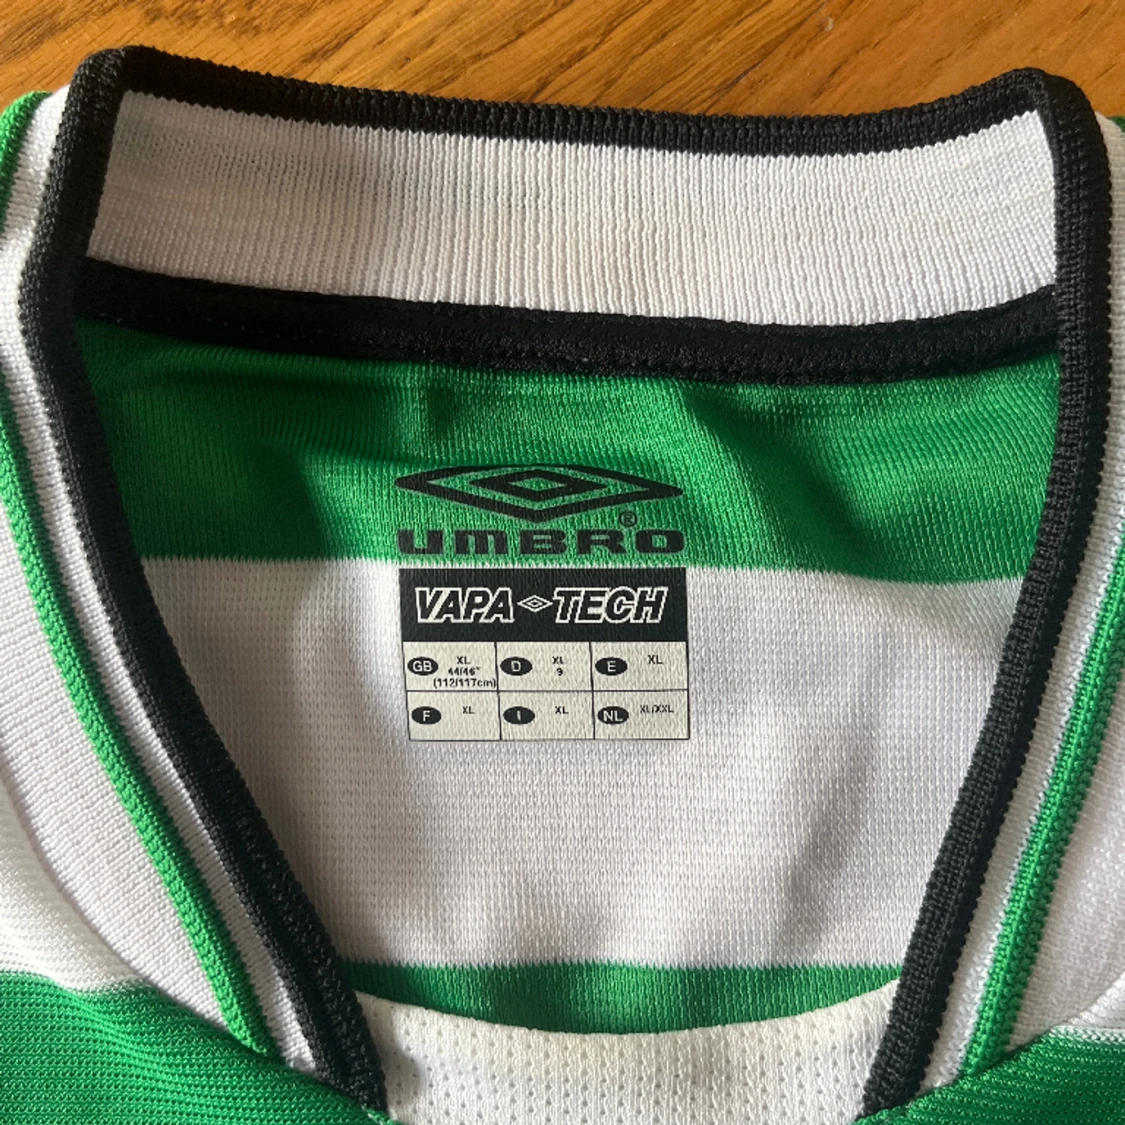 UMBRO®
VAPA TECH
GB XL 44/46" (112/117cm)
D XL 9
E XL
F XL
I XL
NL XL/XXL